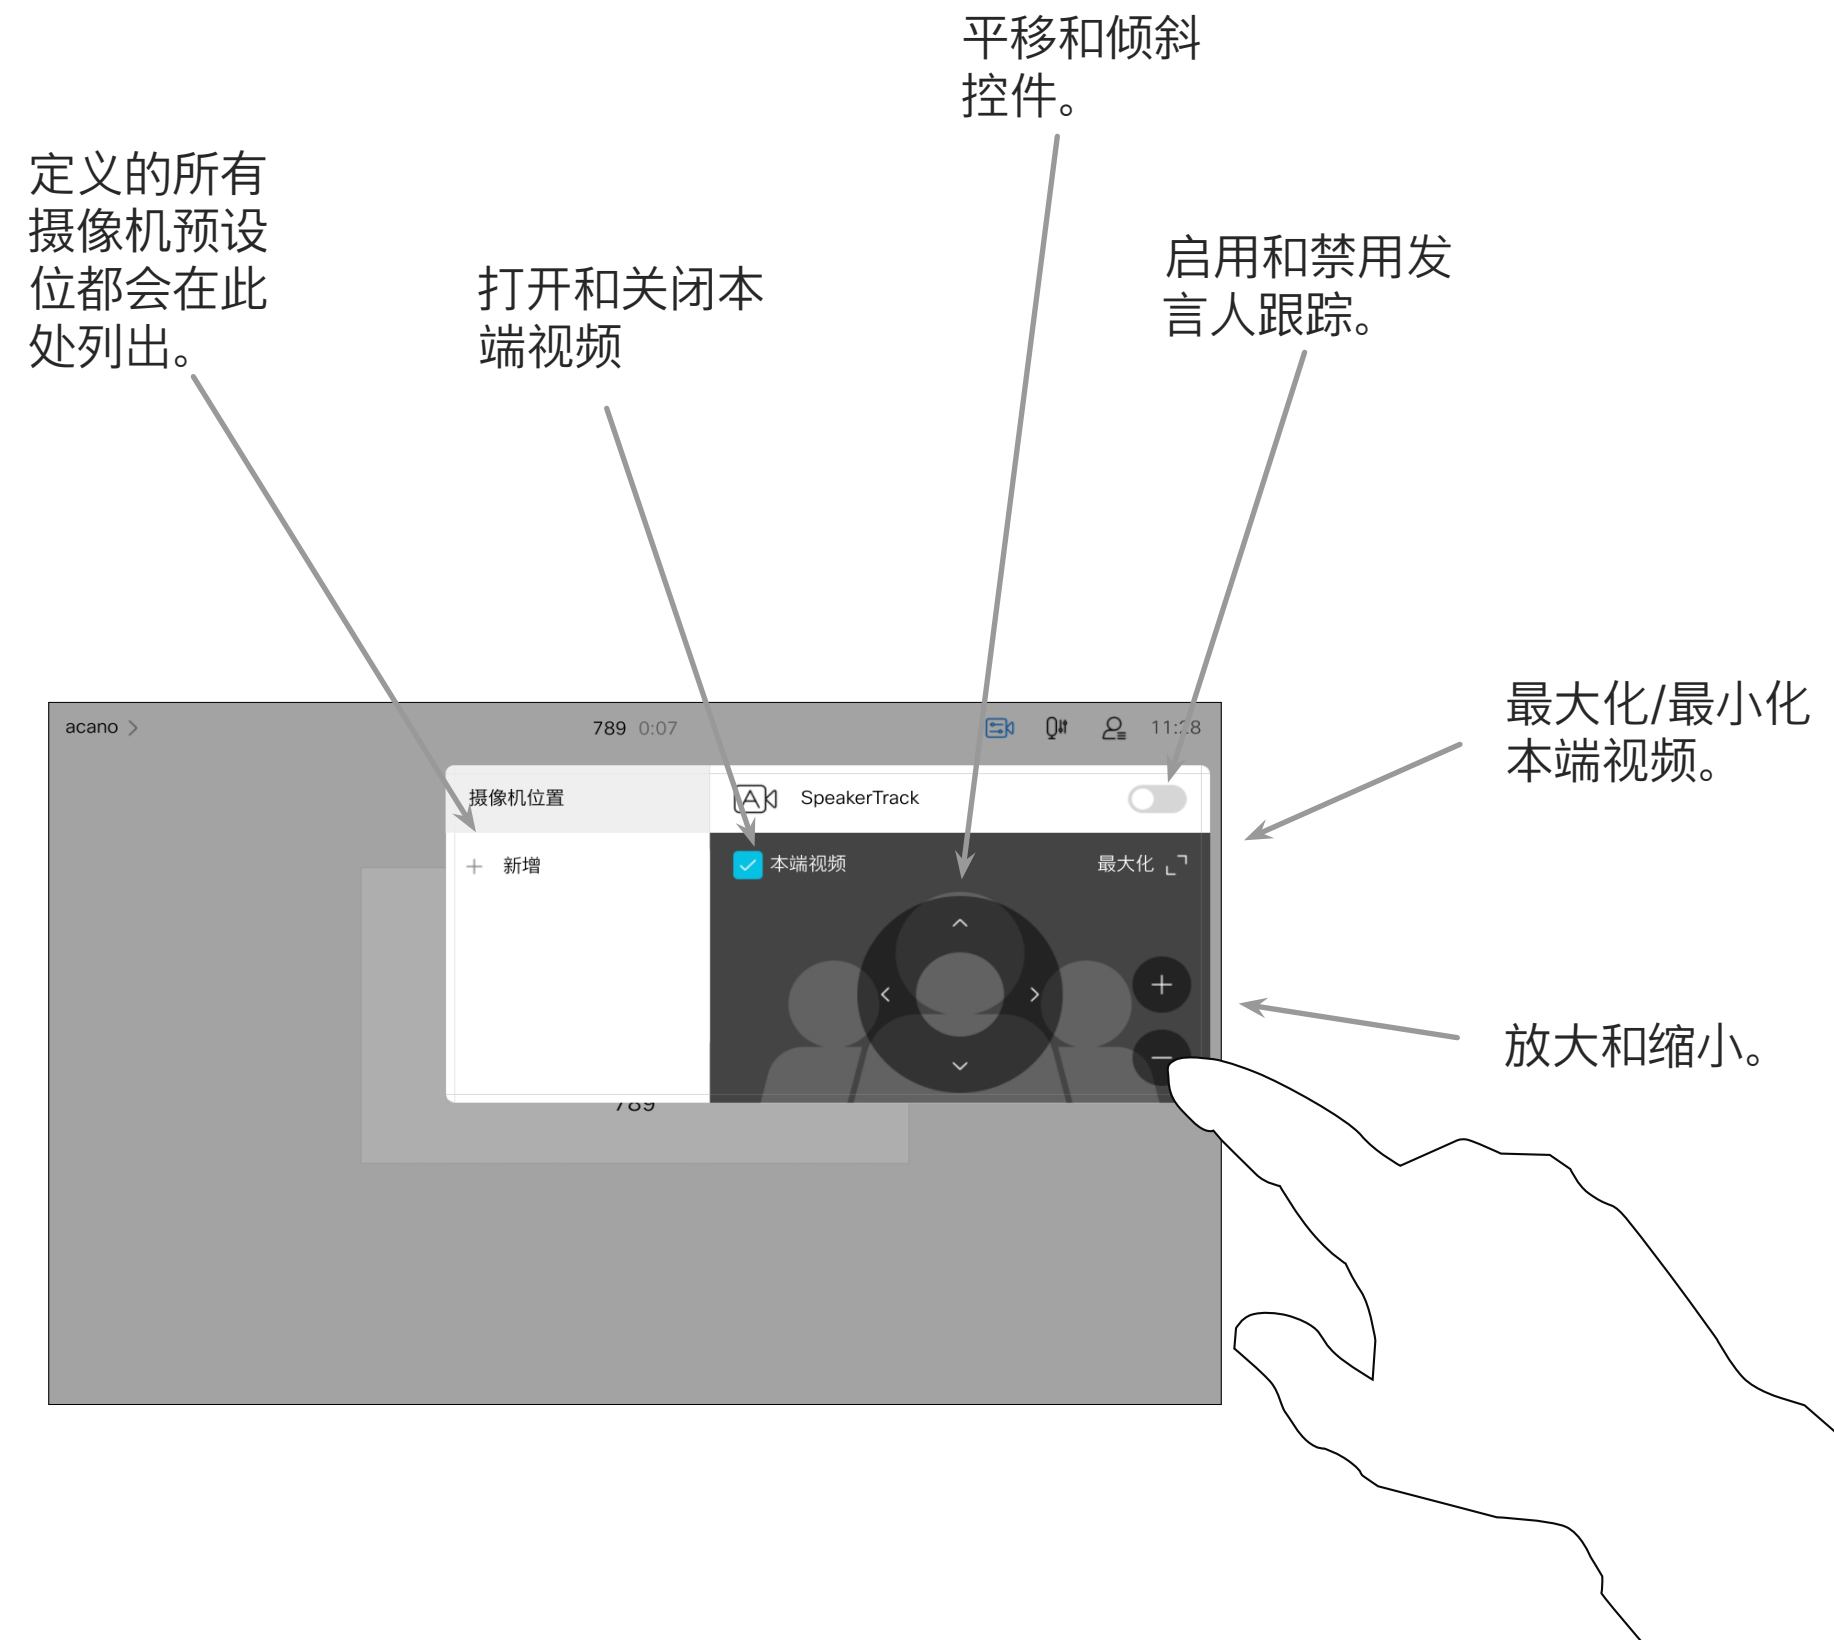 平移和倾斜
控件。
定义的所有
摄像机预设
位都会在此
处列出。
打开和关闭本
端视频
启用和禁用发
言人跟踪。
最大化/最小化
本端视频。
放大和缩小。
acano
789 0:07
11:28
摄像机位置
SpeakerTrack
新增
本端视频
最大化
789